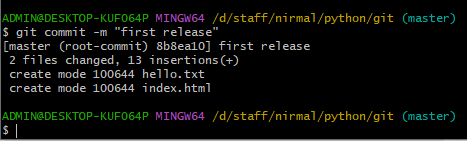 ADMIN@DESKTOP-KUFO64P MINGW64 /d/staff/nirmal/python/git (master)
$ git commit -m "first release"
[master (root-commit) 8b8ea10] first release
 2 files changed, 13 insertions(+)
 create mode 100644 hello.txt
 create mode 100644 index.html

ADMIN@DESKTOP-KUFO64P MINGW64 /d/staff/nirmal/python/git (master)
$